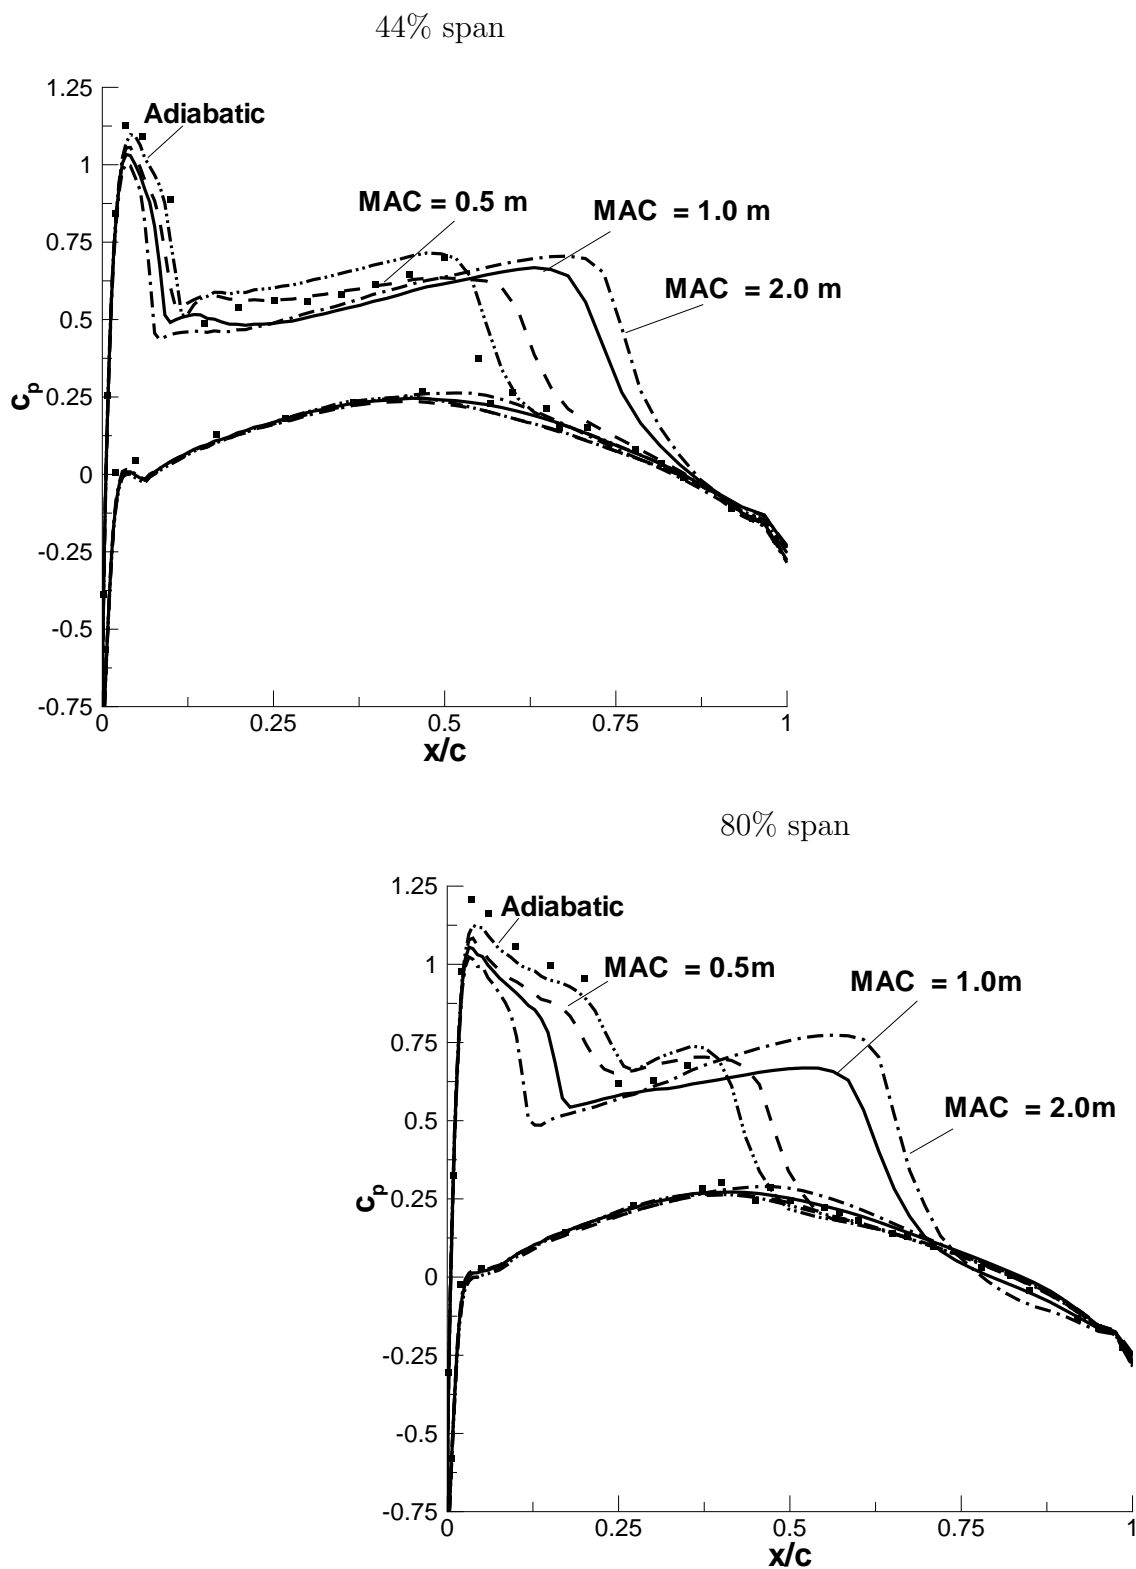 44% span
1.25
Adiabatic
1
MAC = 0.5 m
MAC = 1.0 m
0.75
MAC = 2.0 m
0.5
cp
0.25
0
-0.25
-0.5
-0.75
0 0.25 0.5 0.75 1
x/c
80% span
1.25
Adiabatic
1
MAC = 0.5m
MAC = 1.0m
0.75
MAC = 2.0m
0.5
cp
0.25
0
-0.25
-0.5
-0.75
0 0.25 0.5 0.75 1
x/c